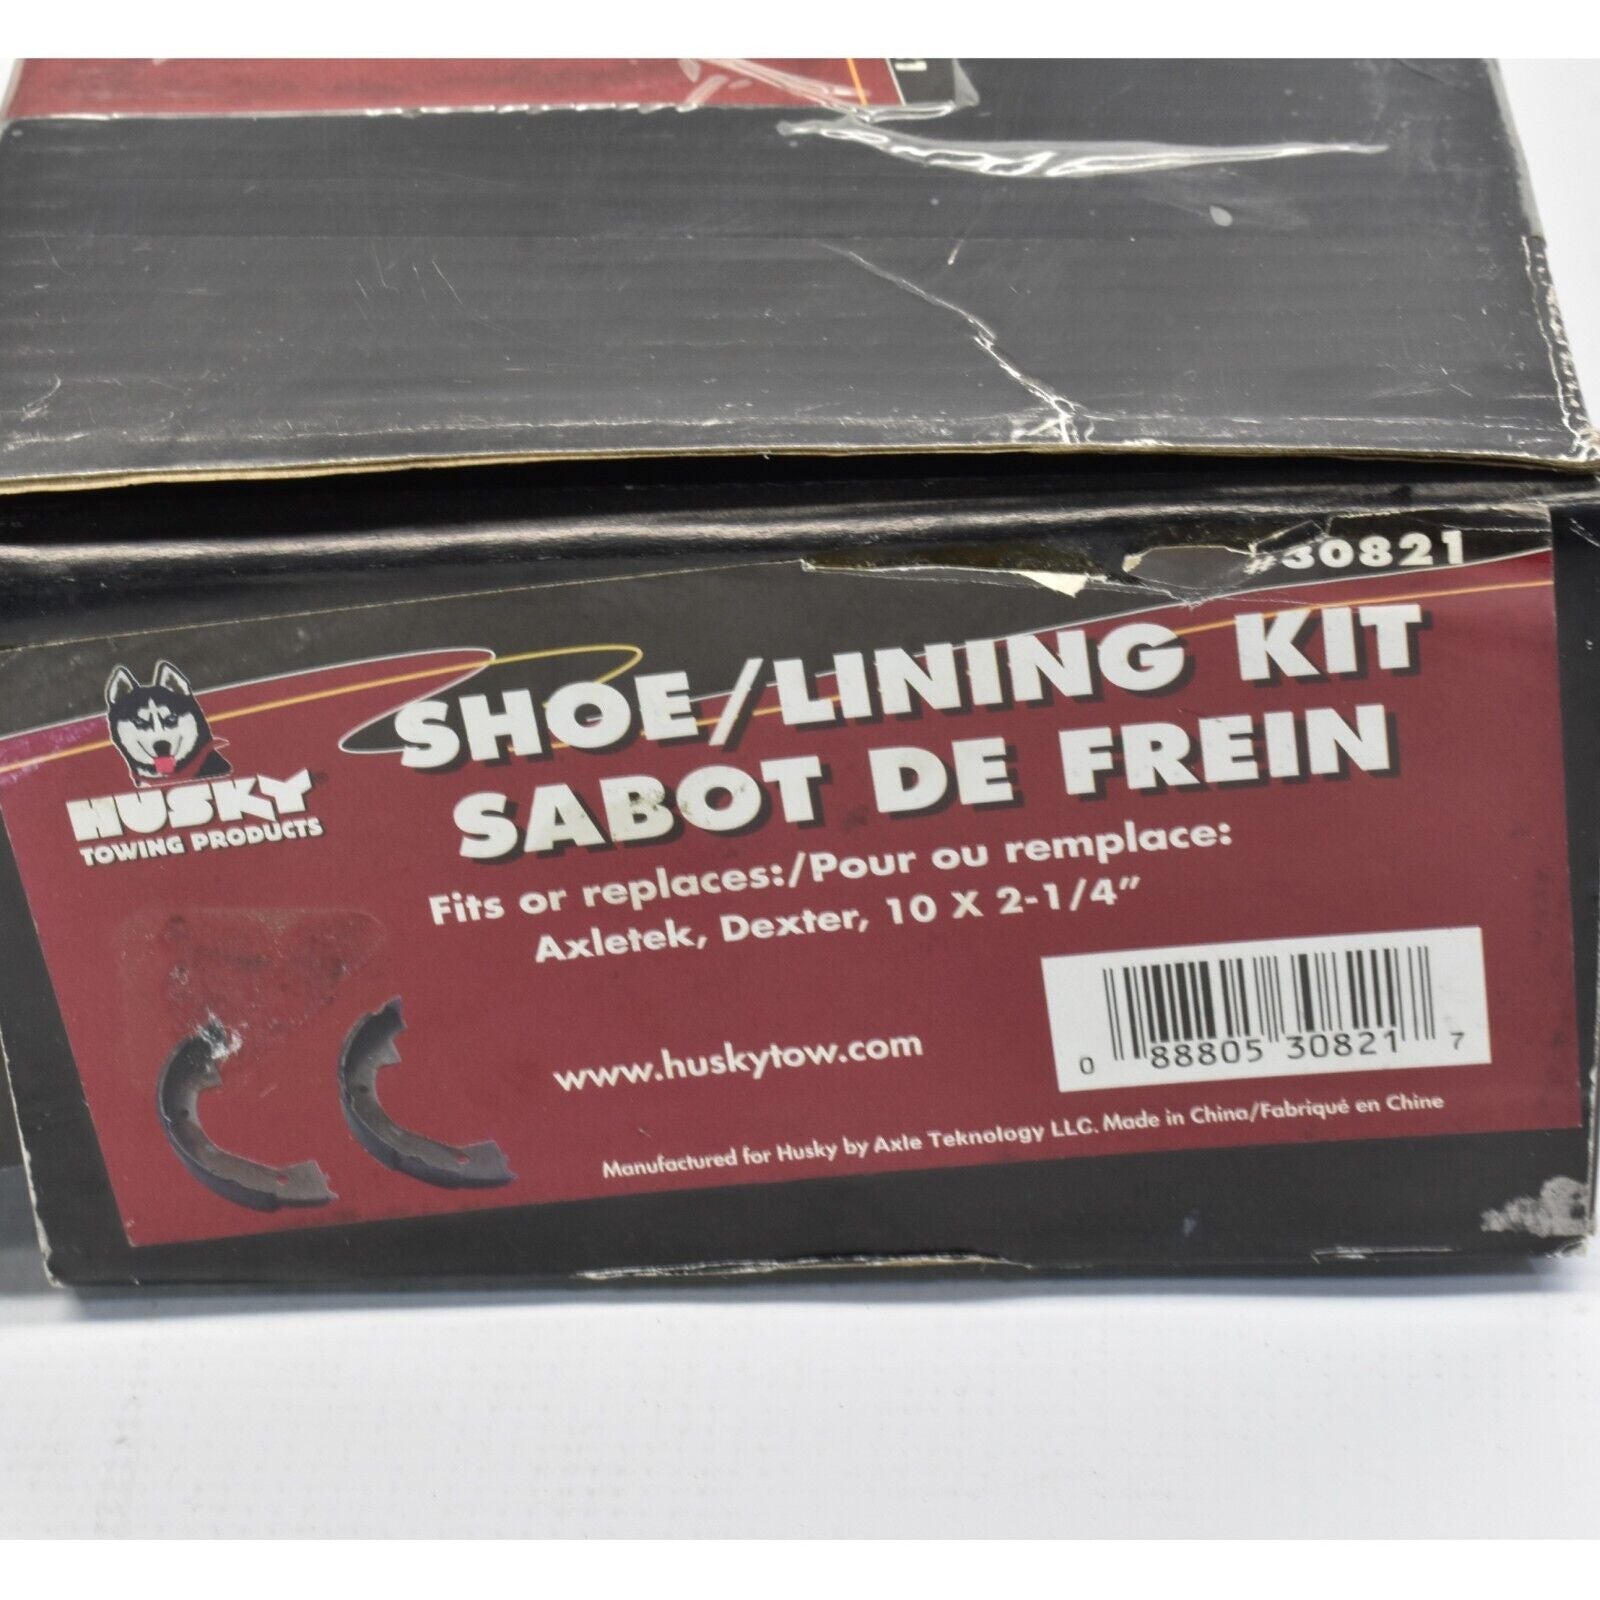 #30821
SHOE/LINING KIT
SABOT DE FREIN
HUSKY
TOWING PRODUCTS
Fits or replaces:/Pour ou remplace:
Axletek, Dexter, 10 X 2-1/4”
www.huskytow.com
0 88805 30821 7
Manufactured for Husky by Axle Teknology LLC. Made in China/Fabriqué en Chine